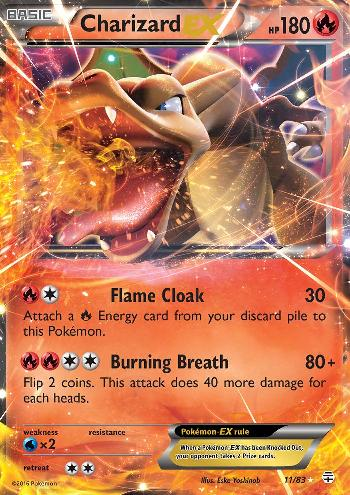 BASIC
Charizard EX HP180
Flame Cloak 30
Attach a Energy card from your discard pile to
this Pokémon.
Burning Breath 80+
Flip 2 coins. This attack does 40 more damage for
each heads.
weakness resistance
×2
retreat
Pokémon-EX rule
When a Pokémon-EX has been Knocked Out,
your opponent takes 2 Prize cards.
Illus. Eske Yoshinob
©2016 Pokémon
11/83